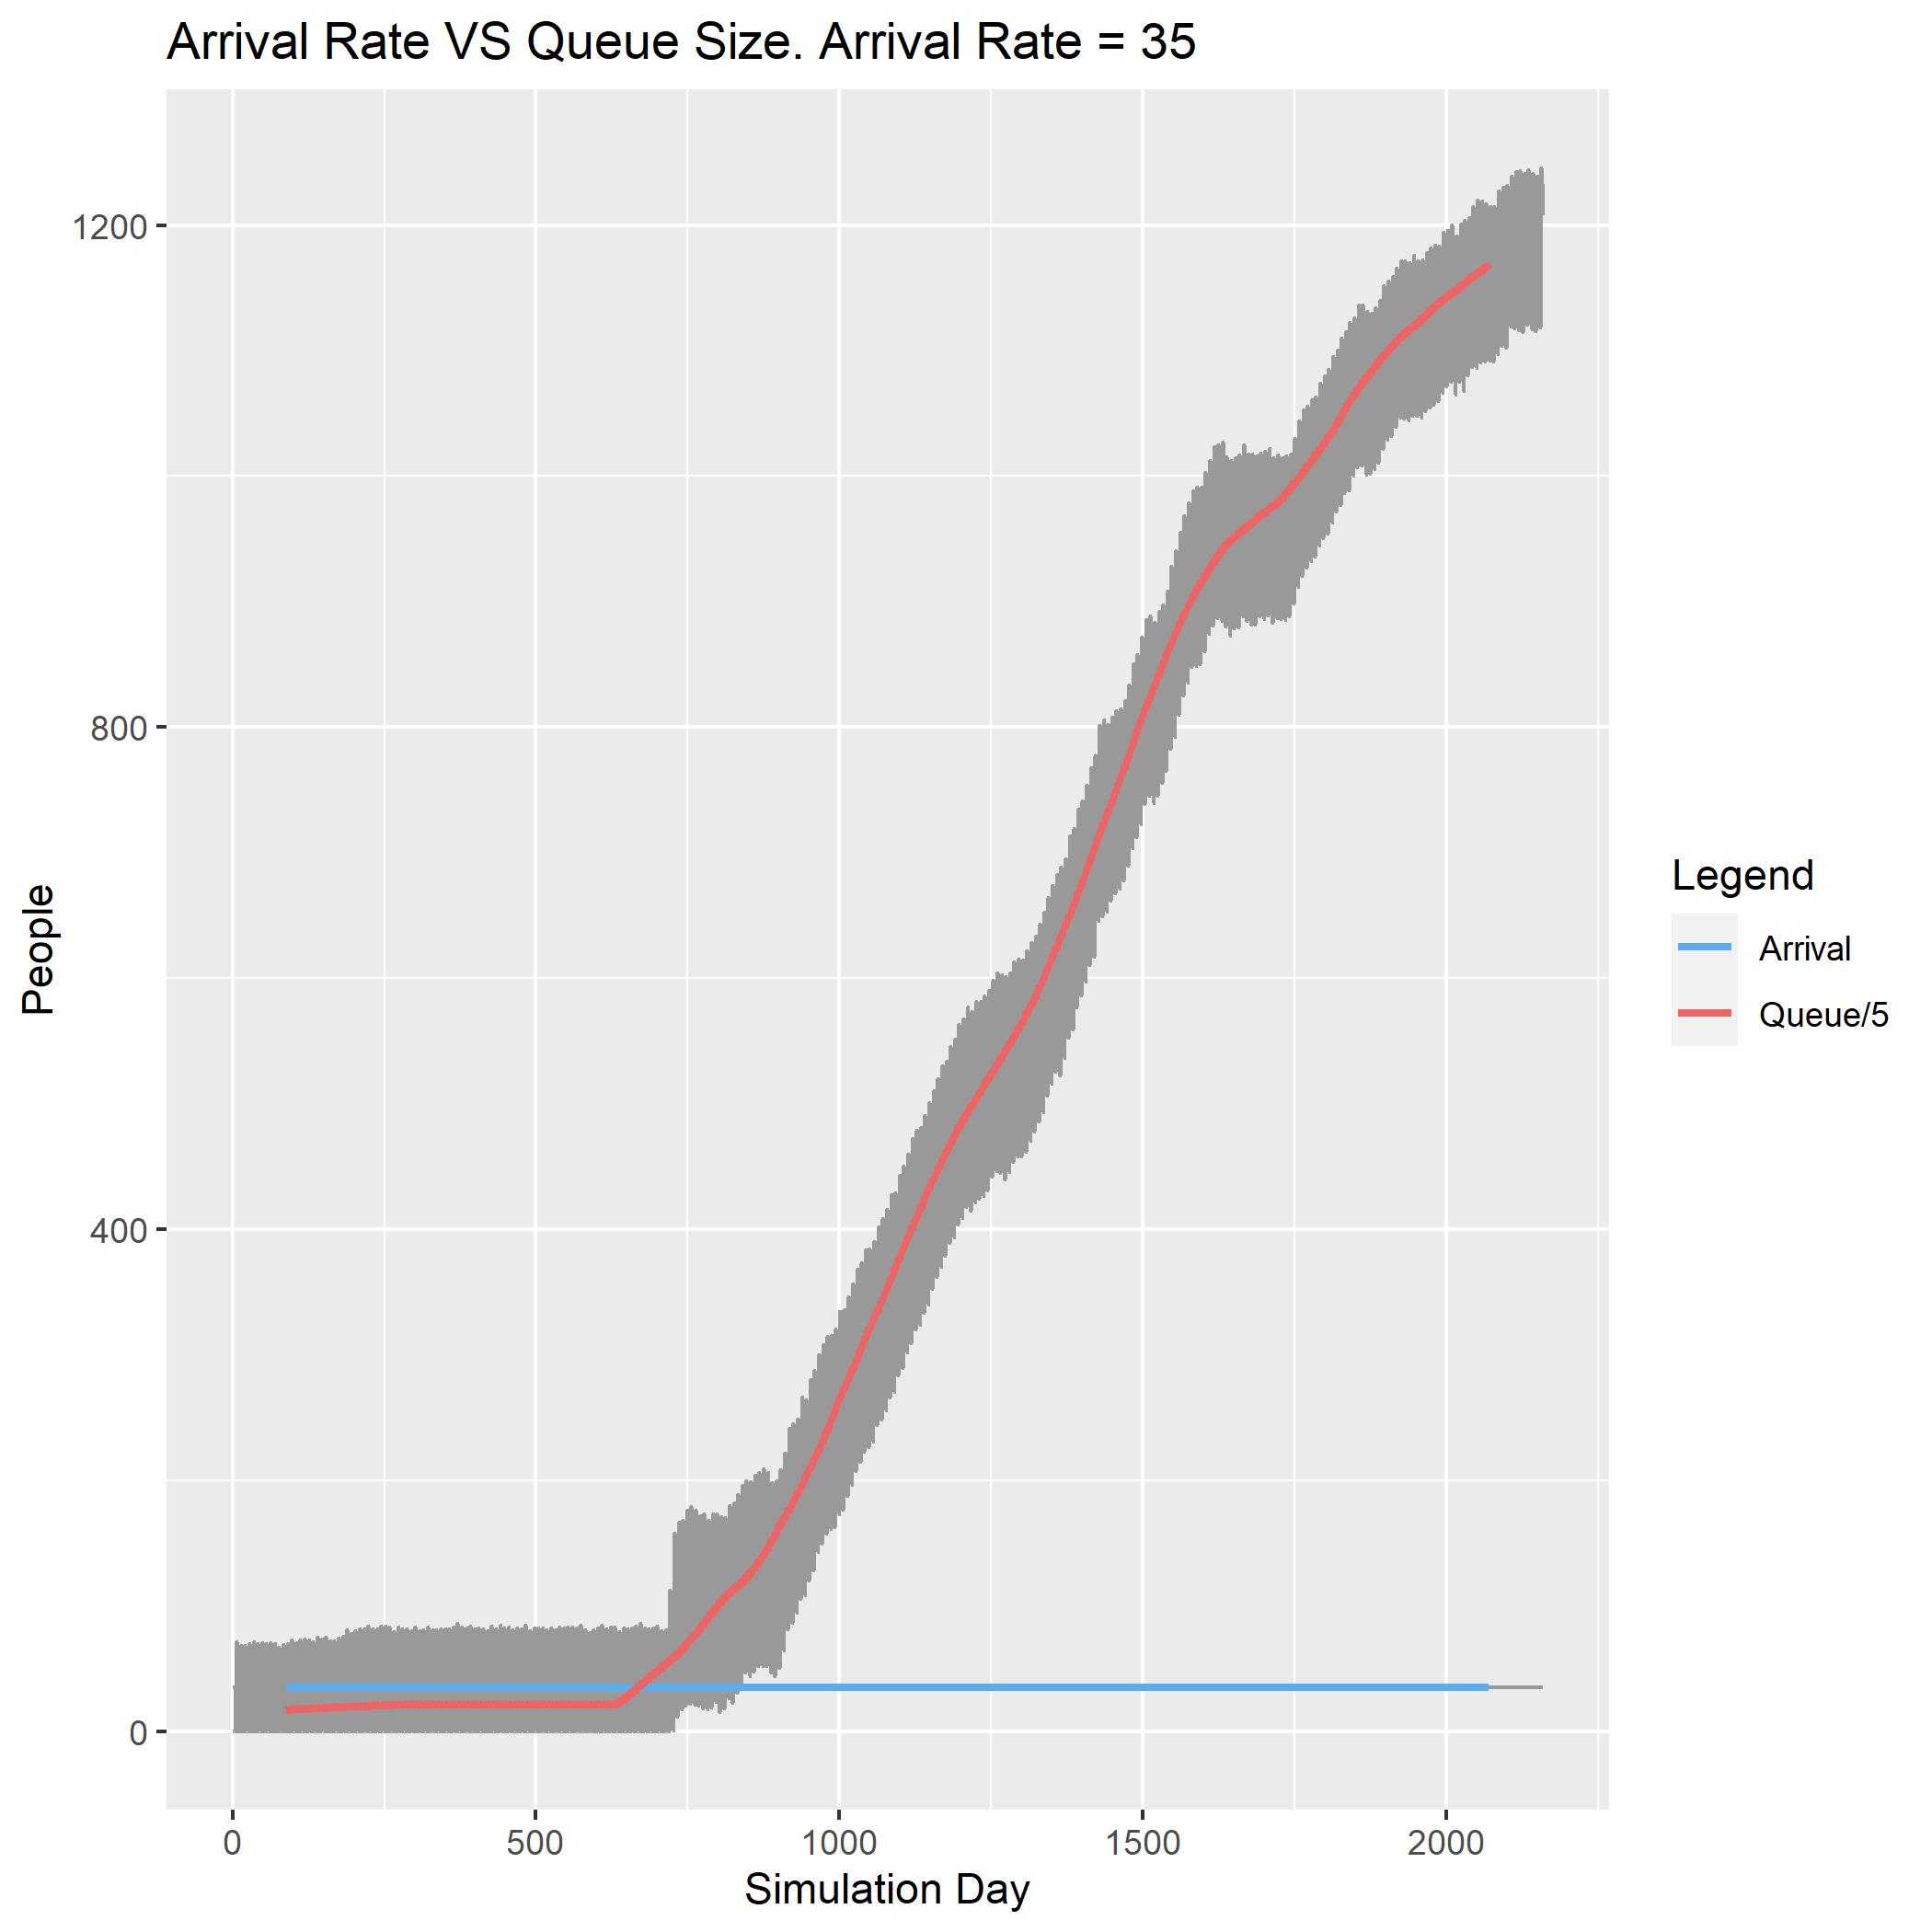 Arrival Rate VS Queue Size. Arrival Rate = 35
People
1200
800
400
0
0 500 1000 1500 2000
Simulation Day
Legend
Arrival
Queue/5